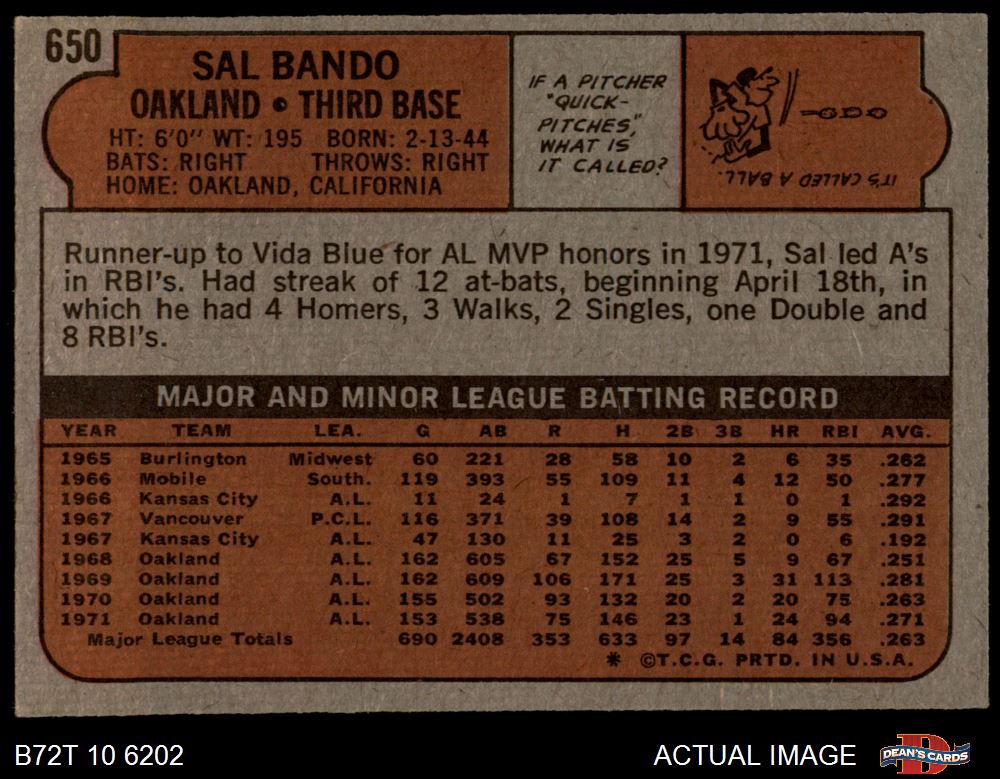 650
SAL BANDO
OAKLAND • THIRD BASE
HT: 6'0" WT: 195 BORN: 2-13-44
BATS: RIGHT THROWS: RIGHT
HOME: OAKLAND, CALIFORNIA
IF A PITCHER
"QUICK-
PITCHES,"
WHAT IS
IT CALLED?
IT'S CALLED A BALL.
Runner-up to Vida Blue for AL MVP honors in 1971, Sal led A's
in RBI's. Had streak of 12 at-bats, beginning April 18th, in
which he had 4 Homers, 3 Walks, 2 Singles, one Double and
8 RBI's.
MAJOR AND MINOR LEAGUE BATTING RECORD
YEAR TEAM LEA. G AB R H 2B 3B HR RBI AVG.
1965 Burlington Midwest 60 221 28 58 10 2 6 35 .262
1966 Mobile South. 119 393 55 109 11 4 12 50 .277
1966 Kansas City A.L. 11 24 1 7 1 1 0 1 .292
1967 Vancouver P.C.L. 116 371 39 108 14 2 9 55 .291
1967 Kansas City A.L. 47 130 11 25 3 2 0 6 .192
1968 Oakland A.L. 162 605 67 152 25 5 9 67 .251
1969 Oakland A.L. 162 609 106 171 25 3 31 113 .281
1970 Oakland A.L. 155 502 93 132 20 2 20 75 .263
1971 Oakland A.L. 153 538 75 146 23 1 24 94 .271
Major League Totals 690 2408 353 633 97 14 84 356 .263
* ©T.C.G. PRTD. IN U.S.A.
B72T 10 6202
ACTUAL IMAGE
DEAN'S CARDS